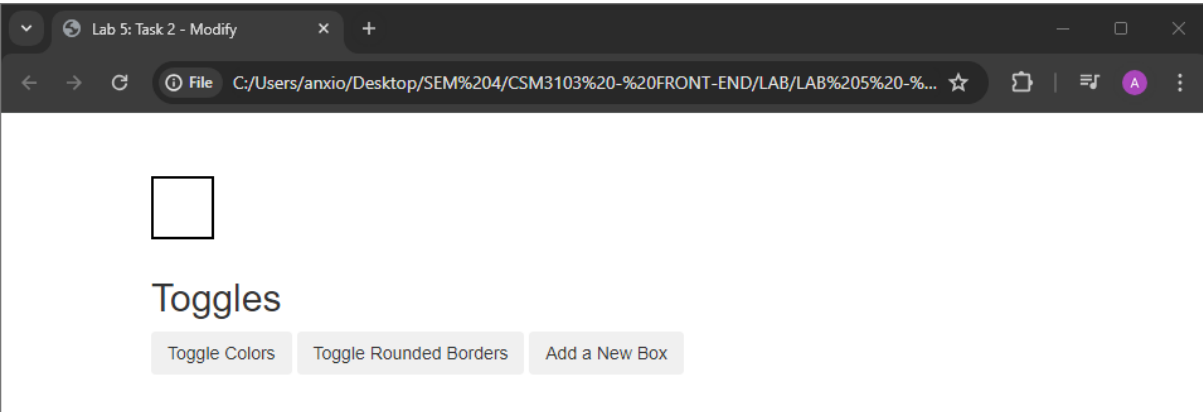 Lab 5: Task 2 - Modify
File C:/Users/anxio/Desktop/SEM%204/CSM3103%20-%20FRONT-END/LAB/LAB%205%20-%... A
Toggles
Toggle Colors Toggle Rounded Borders Add a New Box